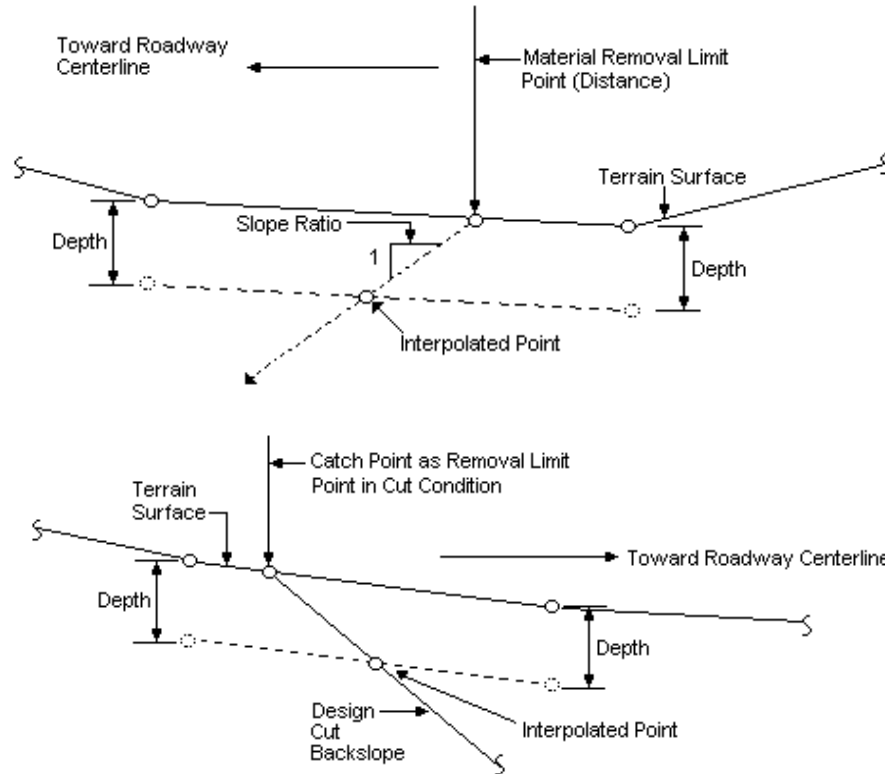 Toward Roadway
Centerline
Material Removal Limit
Point (Distance)
Terrain Surface
Slope Ratio
Depth
1
Depth
Interpolated Point
Catch Point as Removal Limit
Point in Cut Condition
Terrain
Surface
Toward Roadway Centerline
Depth
Depth
Design
Cut
Backslope
Interpolated Point